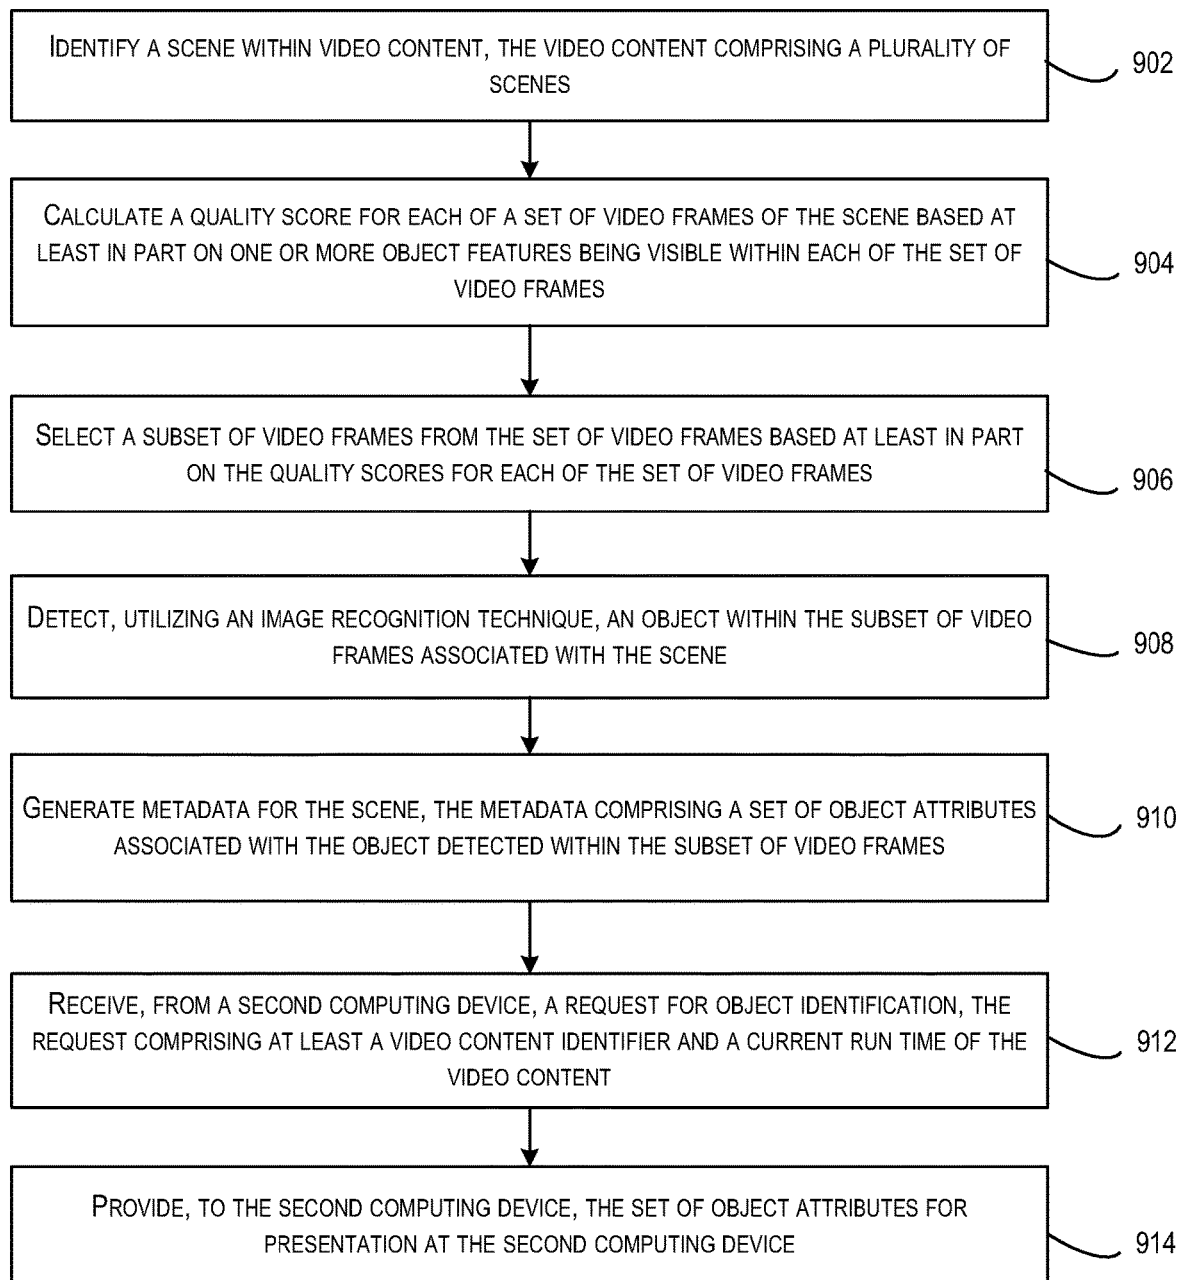 IDENTIFY A SCENE WITHIN VIDEO CONTENT, THE VIDEO CONTENT COMPRISING A PLURALITY OF
SCENES
902
CALCULATE A QUALITY SCORE FOR EACH OF A SET OF VIDEO FRAMES OF THE SCENE BASED AT
LEAST IN PART ON ONE OR MORE OBJECT FEATURES BEING VISIBLE WITHIN EACH OF THE SET OF
VIDEO FRAMES
904
SELECT A SUBSET OF VIDEO FRAMES FROM THE SET OF VIDEO FRAMES BASED AT LEAST IN PART
ON THE QUALITY SCORES FOR EACH OF THE SET OF VIDEO FRAMES
906
DETECT, UTILIZING AN IMAGE RECOGNITION TECHNIQUE, AN OBJECT WITHIN THE SUBSET OF VIDEO
FRAMES ASSOCIATED WITH THE SCENE
908
GENERATE METADATA FOR THE SCENE, THE METADATA COMPRISING A SET OF OBJECT ATTRIBUTES
ASSOCIATED WITH THE OBJECT DETECTED WITHIN THE SUBSET OF VIDEO FRAMES
910
RECEIVE, FROM A SECOND COMPUTING DEVICE, A REQUEST FOR OBJECT IDENTIFICATION, THE
REQUEST COMPRISING AT LEAST A VIDEO CONTENT IDENTIFIER AND A CURRENT RUN TIME OF THE
VIDEO CONTENT
912
PROVIDE, TO THE SECOND COMPUTING DEVICE, THE SET OF OBJECT ATTRIBUTES FOR
PRESENTATION AT THE SECOND COMPUTING DEVICE
914